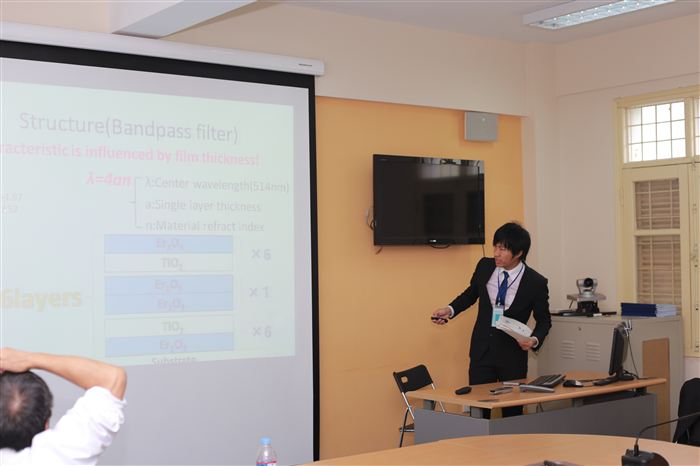 Structure(Bandpass filter)
racteristic is influenced by film thickness!
λ=4an
λ:Center wavelength(514nm)
a:Single layer thickness
n:Material refract index
Er₂O₃
×6
TiO₂
6layers
Er₂O₃
×1
Er₂O₃
TiO₂
×6
Er₂O₃
Substrate